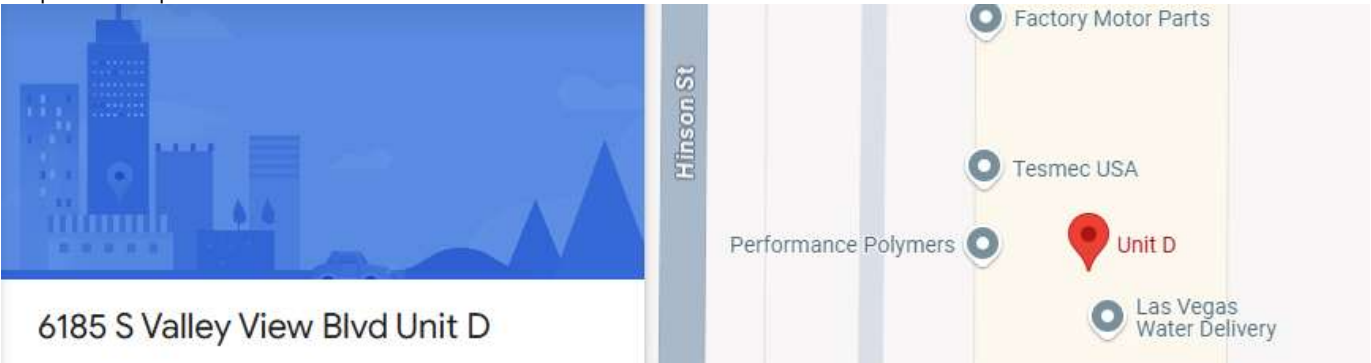 6185 S Valley View Blvd Unit D
Hinson St
Factory Motor Parts
Tesmec USA
Performance Polymers
Unit D
Las Vegas
Water Delivery